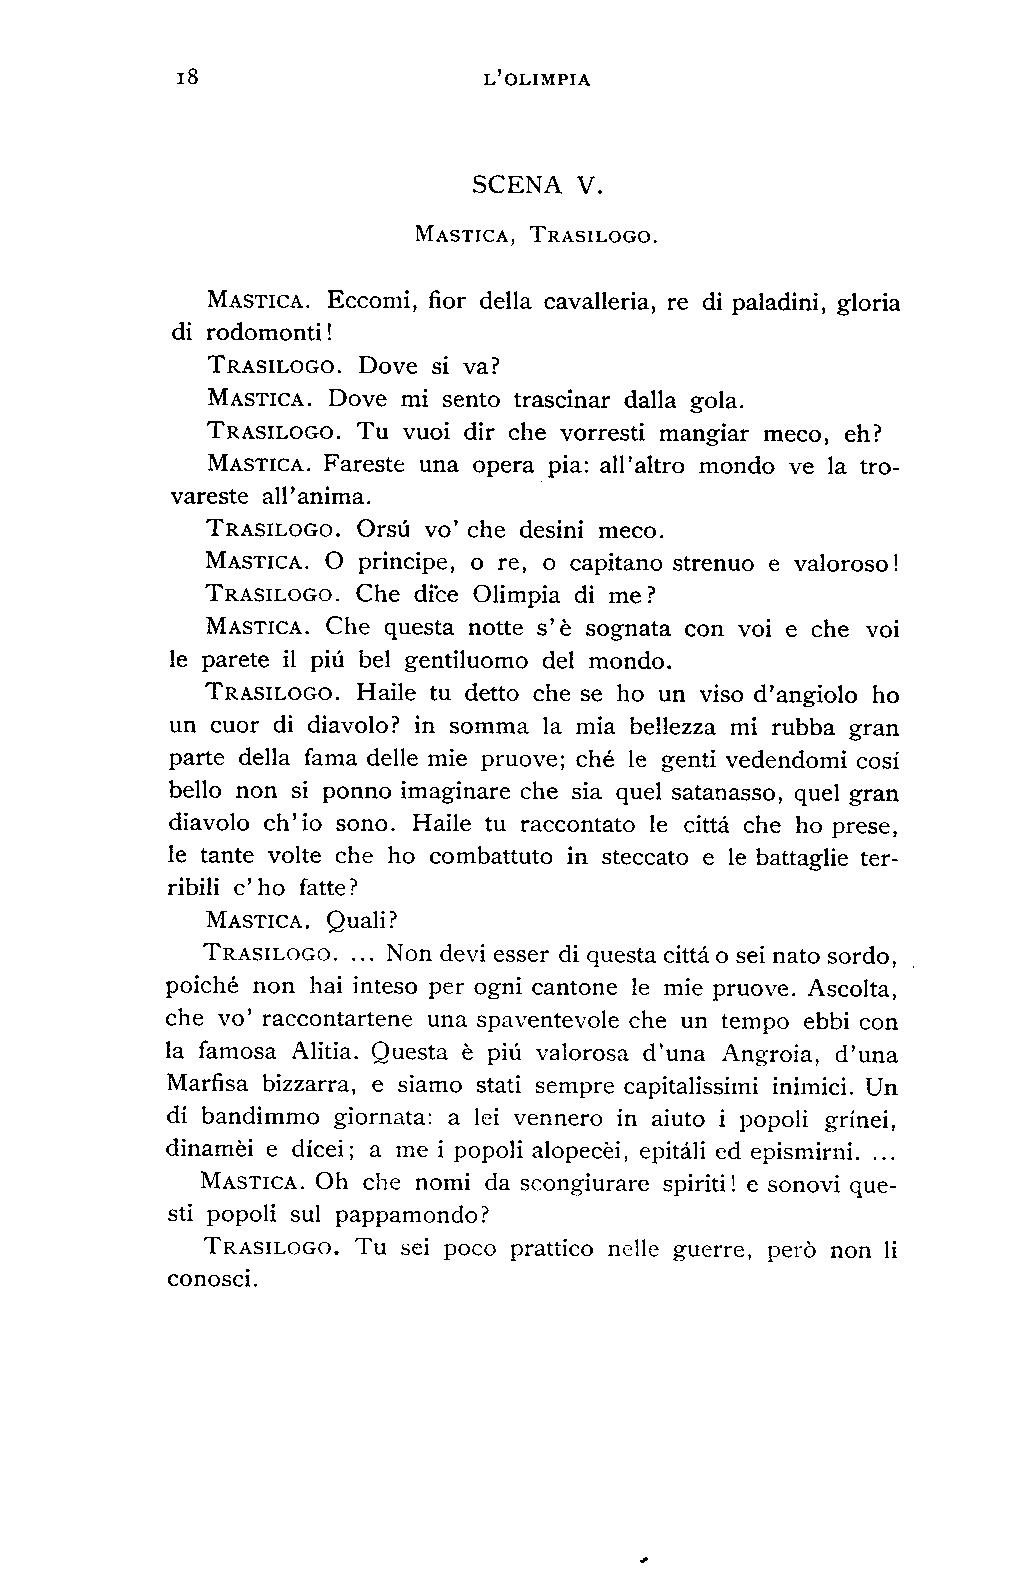 18 L'OLIMPIA
SCENA V.
MASTICA, TRASILOGO.
MASTICA. Eccomi, fior della cavalleria, re di paladini, gloria
di rodomonti!
TRASILOGO. Dove si va?
MASTICA. Dove mi sento trascinar dalla gola.
TRASILOGO. Tu vuoi dir che vorresti mangiar meco, eh?
MASTICA. Fareste una opera pia: all'altro mondo ve la tro-
vareste all'anima.
TRASILOGO. Orsú vo' che desini meco.
MASTICA. O principe, o re, o capitano strenuo e valoroso!
TRASILOGO. Che dice Olimpia di me?
MASTICA. Che questa notte s'è sognata con voi e che voi
le parete il piú bel gentiluomo del mondo.
TRASILOGO. Haile tu detto che se ho un viso d'angiolo ho
un cuor di diavolo? in somma la mia bellezza mi rubba gran
parte della fama delle mie pruove; ché le genti vedendomi cosí
bello non si ponno imaginare che sia quel satanasso, quel gran
diavolo ch'io sono. Haile tu raccontato le cittá che ho prese,
le tante volte che ho combattuto in steccato e le battaglie ter-
ribili c'ho fatte?
MASTICA. Quali?
TRASILOGO. ... Non devi esser di questa cittá o sei nato sordo,
poiché non hai inteso per ogni cantone le mie pruove. Ascolta,
che vo' raccontartene una spaventevole che un tempo ebbi con
la famosa Alitia. Questa è piú valorosa d'una Angroia, d'una
Marfisa bizzarra, e siamo stati sempre capitalissimi inimici. Un
dí bandimmo giornata: a lei vennero in aiuto i popoli grínei,
dinamèi e dícei; a me i popoli alopecèi, epitáli ed epismirni. ...
MASTICA. Oh che nomi da scongiurare spiriti! e sonovi que-
sti popoli sul pappamondo?
TRASILOGO. Tu sei poco prattico nelle guerre, però non li
conosci.